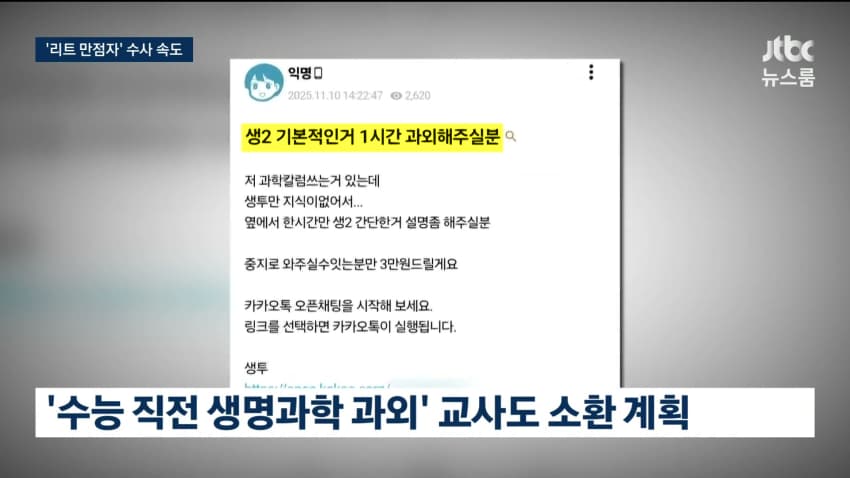 '리트 만점자' 수사 속도
jtbc
뉴스룸
익명
2025.11.10 14:22:47 2,620
생2 기본적인거 1시간 과외해주실분
저 과학칼럼쓰는거 있는데
생투만 지식이없어서...
옆에서 한시간만 생2 간단한거 설명좀 해주실분
중지로 와주실수잇는분만 3만원드릴게요
카카오톡 오픈채팅을 시작해 보세요.
링크를 선택하면 카카오톡이 실행됩니다.
생투
'수능 직전 생명과학 과외' 교사도 소환 계획